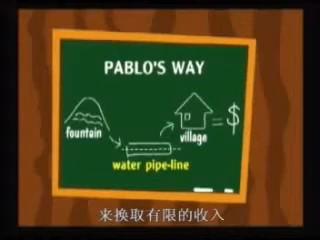 PABLO'S WAY
fountain
village
= $
water pipe-line
来换取有限的收入